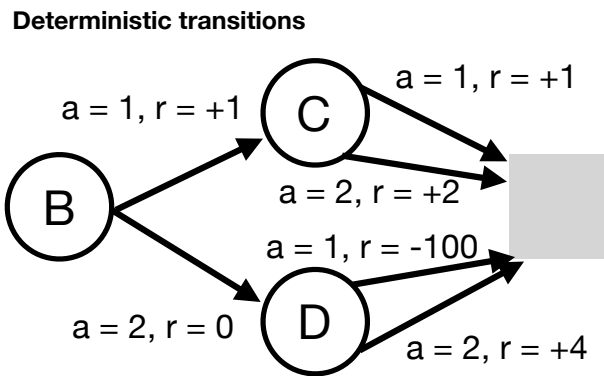 Deterministic transitions
a = 1, r = +1
a = 1, r = +1
C
a = 2, r = +2
B
a = 1, r = -100
a = 2, r = 0
D
a = 2, r = +4